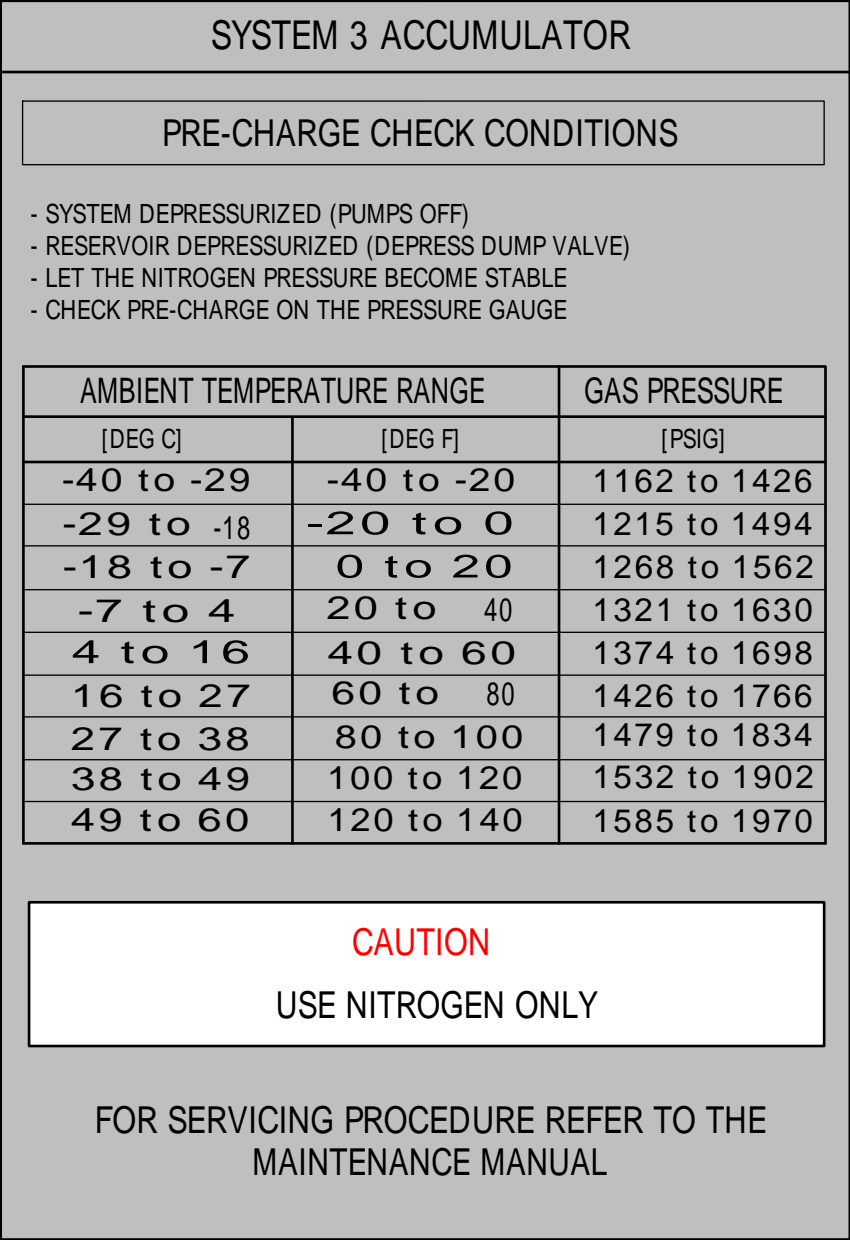 SYSTEM 3 ACCUMULATOR
PRE-CHARGE CHECK CONDITIONS
- SYSTEM DEPRESSURIZED (PUMPS OFF)
- RESERVOIR DEPRESSURIZED (DEPRESS DUMP VALVE)
- LET THE NITROGEN PRESSURE BECOME STABLE
- CHECK PRE-CHARGE ON THE PRESSURE GAUGE
AMBIENT TEMPERATURE RANGE GAS PRESSURE
[DEG C] [DEG F] [PSIG]
-40 to -29 -40 to -20 1162 to 1426
-29 to -18 -20 to 0 1215 to 1494
-18 to -7 0 to 20 1268 to 1562
-7 to 4 20 to 40 1321 to 1630
4 to 16 40 to 60 1374 to 1698
16 to 27 60 to 80 1426 to 1766
27 to 38 80 to 100 1479 to 1834
38 to 49 100 to 120 1532 to 1902
49 to 60 120 to 140 1585 to 1970
CAUTION
USE NITROGEN ONLY
FOR SERVICING PROCEDURE REFER TO THE
MAINTENANCE MANUAL